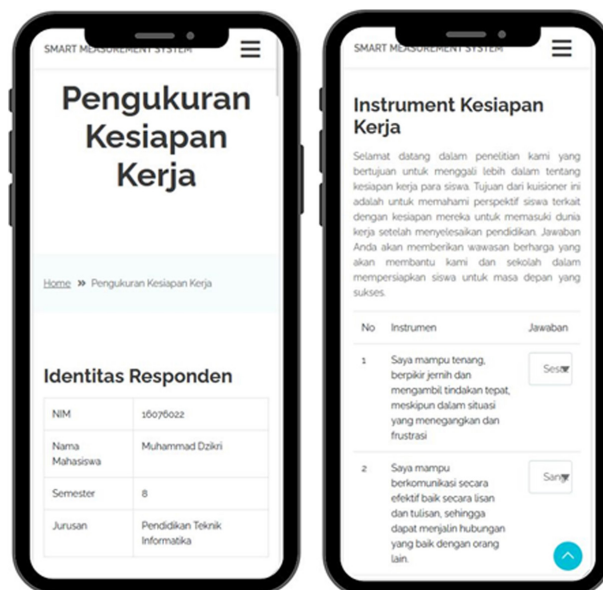 SMART MEASUREMENT SYSTEM
Pengukuran
Kesiapan
Kerja
Home » Pengukuran Kesiapan Kerja
Identitas Responden
NIM 16076022
Nama Mahasiswa Muhammad Dzikri
Semester 8
Jurusan Pendidikan Teknik Informatika
SMART MEASUREMENT SYSTEM
Instrument Kesiapan
Kerja
Selamat datang dalam penelitian kami yang
bertujuan untuk menggali lebih dalam tentang
kesiapan kerja para siswa. Tujuan dari kuisioner ini
adalah untuk memahami perspektif siswa terkait
dengan kesiapan mereka untuk memasuki dunia
kerja setelah menyelesaikan pendidikan. Jawaban
Anda akan memberikan wawasan berharga yang
akan membantu kami dan sekolah dalam
mempersiapkan siswa untuk masa depan yang
sukses.
No Instrumen Jawaban
1 Saya mampu tenang,
berpikir jernih dan
mengambil tindakan tepat,
meskipun dalam situasi
yang menegangkan dan
frustrasi
2 Saya mampu
berkomunikasi secara
efektif baik secara lisan
dan tulisan, sehingga
dapat menjalin hubungan
yang baik dengan orang
lain.